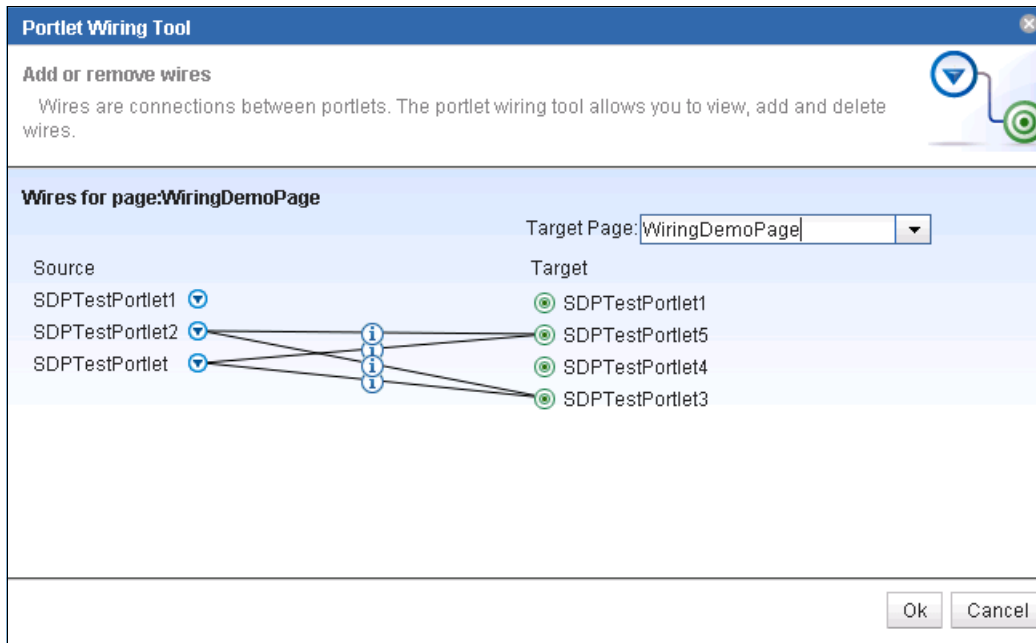 Portlet Wiring Tool
Add or remove wires
Wires are connections between portlets. The portlet wiring tool allows you to view, add and delete
wires.
Wires for page:WiringDemoPage
Target Page: WiringDemoPage
Source Target
SDPTestPortlet1 SDPTestPortlet1
SDPTestPortlet2 SDPTestPortlet5
SDPTestPortlet SDPTestPortlet4
SDPTestPortlet3
Ok Cancel